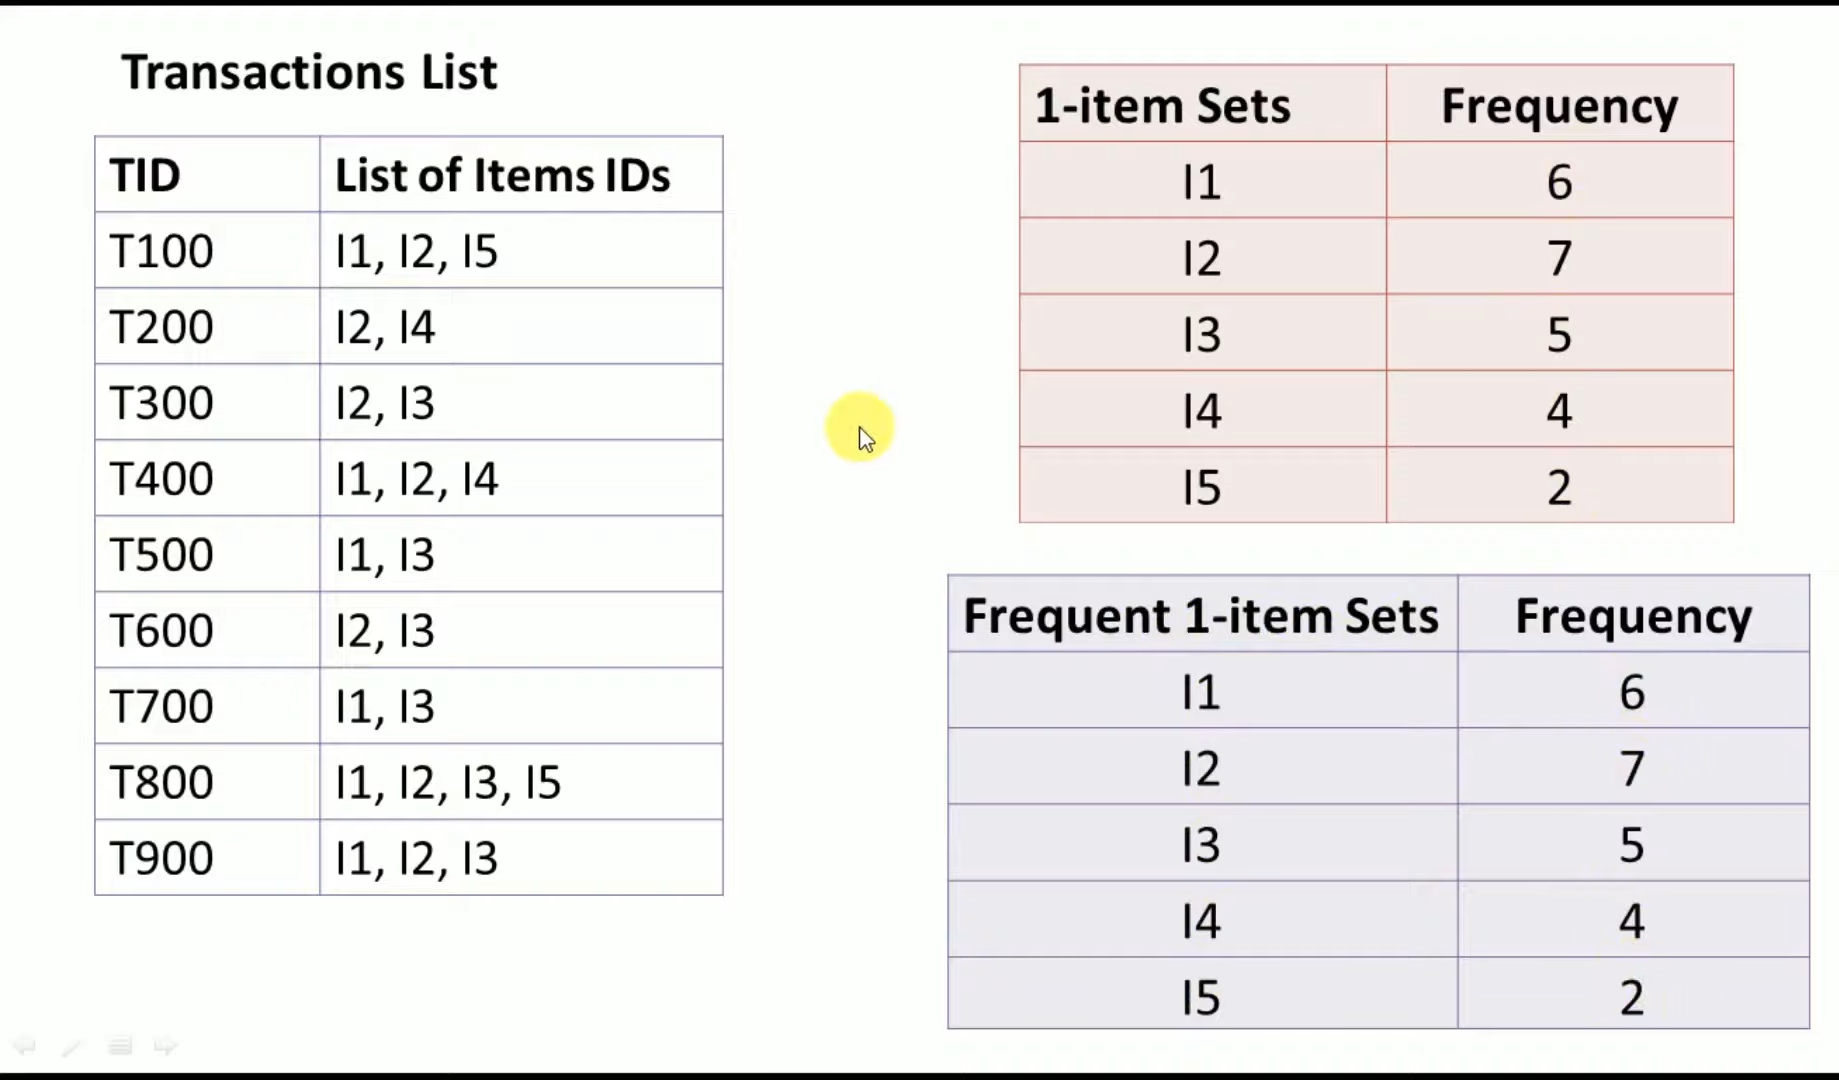 Transactions List
TID List of Items IDs
T100 I1, I2, I5
T200 I2, I4
T300 I2, I3
T400 I1, I2, I4
T500 I1, I3
T600 I2, I3
T700 I1, I3
T800 I1, I2, I3, I5
T900 I1, I2, I3
1-item Sets Frequency
I1 6
I2 7
I3 5
I4 4
I5 2
Frequent 1-item Sets Frequency
I1 6
I2 7
I3 5
I4 4
I5 2